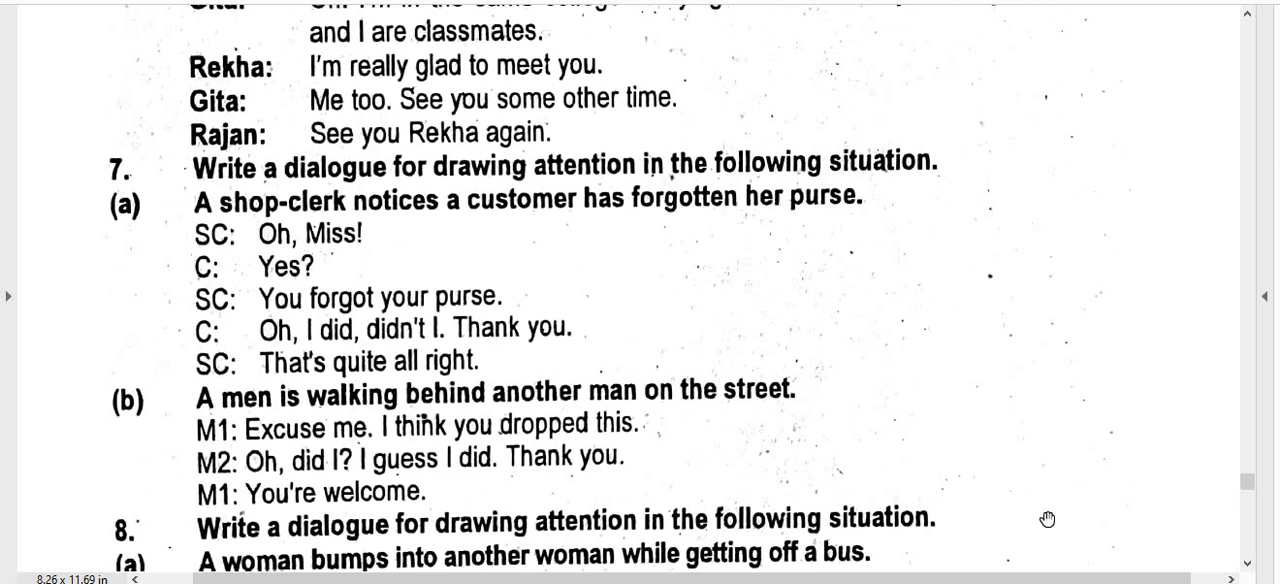 and I are classmates.
Rekha: I'm really glad to meet you.
Gita: Me too. See you some other time.
Rajan: See you Rekha again.
7. Write a dialogue for drawing attention in the following situation.
(a) A shop-clerk notices a customer has forgotten her purse.
SC: Oh, Miss!
C: Yes?
SC: You forgot your purse.
C: Oh, I did, didn't I. Thank you.
SC: That's quite all right.
(b) A men is walking behind another man on the street.
M1: Excuse me. I think you dropped this.
M2: Oh, did I? I guess I did. Thank you.
M1: You're welcome.
8. Write a dialogue for drawing attention in the following situation.
(a) A woman bumps into another woman while getting off a bus.
8.26 x 11.69 in